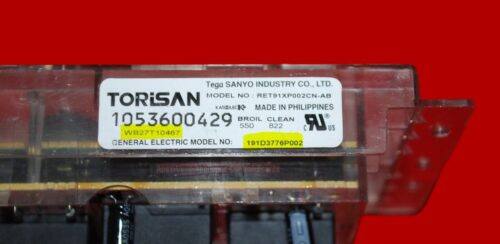 Tega SANYO INDUSTRY CO., LTD.
TORiSAN
MODEL NO : RET91XP002CN-AB
MADE IN PHILIPPINES
1053600429 BROIL CLEAN
550 822
C US
WB27T10467
GENERAL ELECTRIC MODEL NO: 191D3776P002